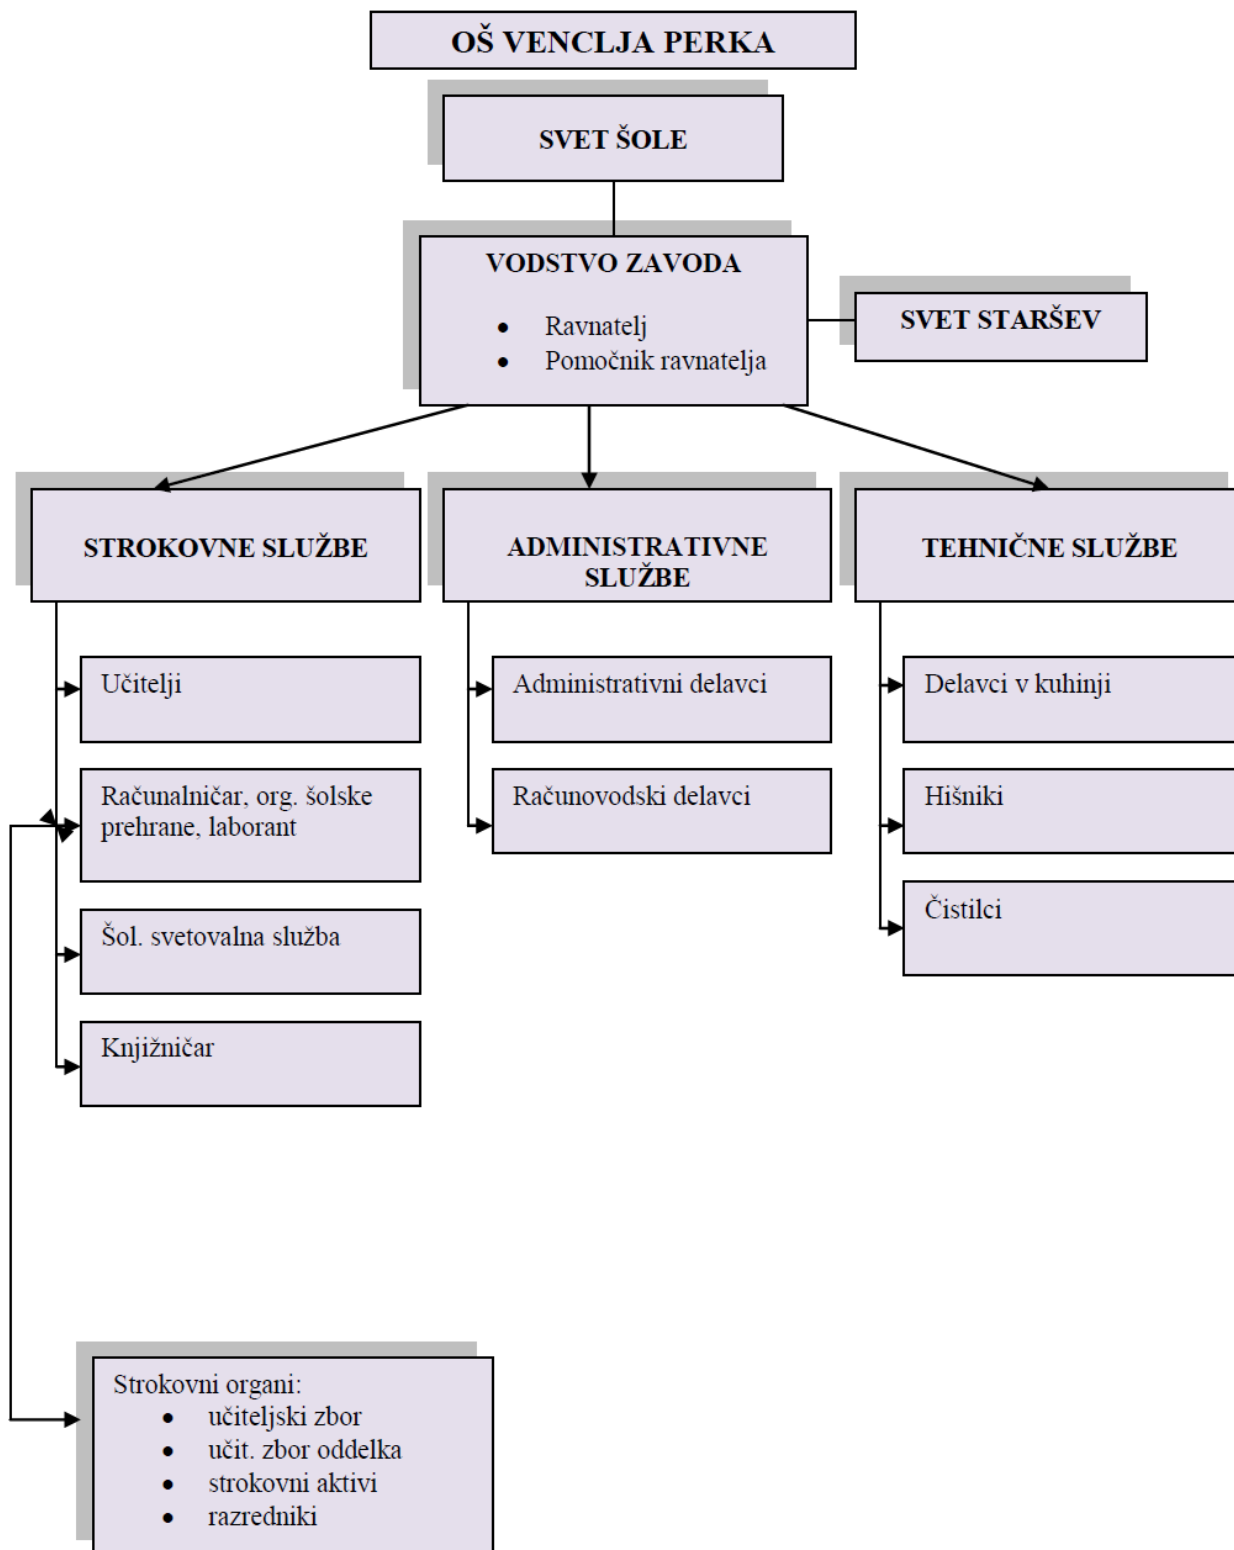 OŠ VENCLJA PERKA
SVET ŠOLE
VODSTVO ZAVODA
• Ravnatelj
• Pomočnik ravnatelja
SVET STARŠEV
STROKOVNE SLUŽBE
Učitelji
Računalničar, org. šolske
prehrane, laborant
Šol. svetovalna služba
Knjižničar
ADMINISTRATIVNE
SLUŽBE
Administrativni delavci
Računovodski delavci
TEHNIČNE SLUŽBE
Delavci v kuhinji
Hišniki
Čistilci
Strokovni organi:
• učiteljski zbor
• učit. zbor oddelka
• strokovni aktivi
• razredniki